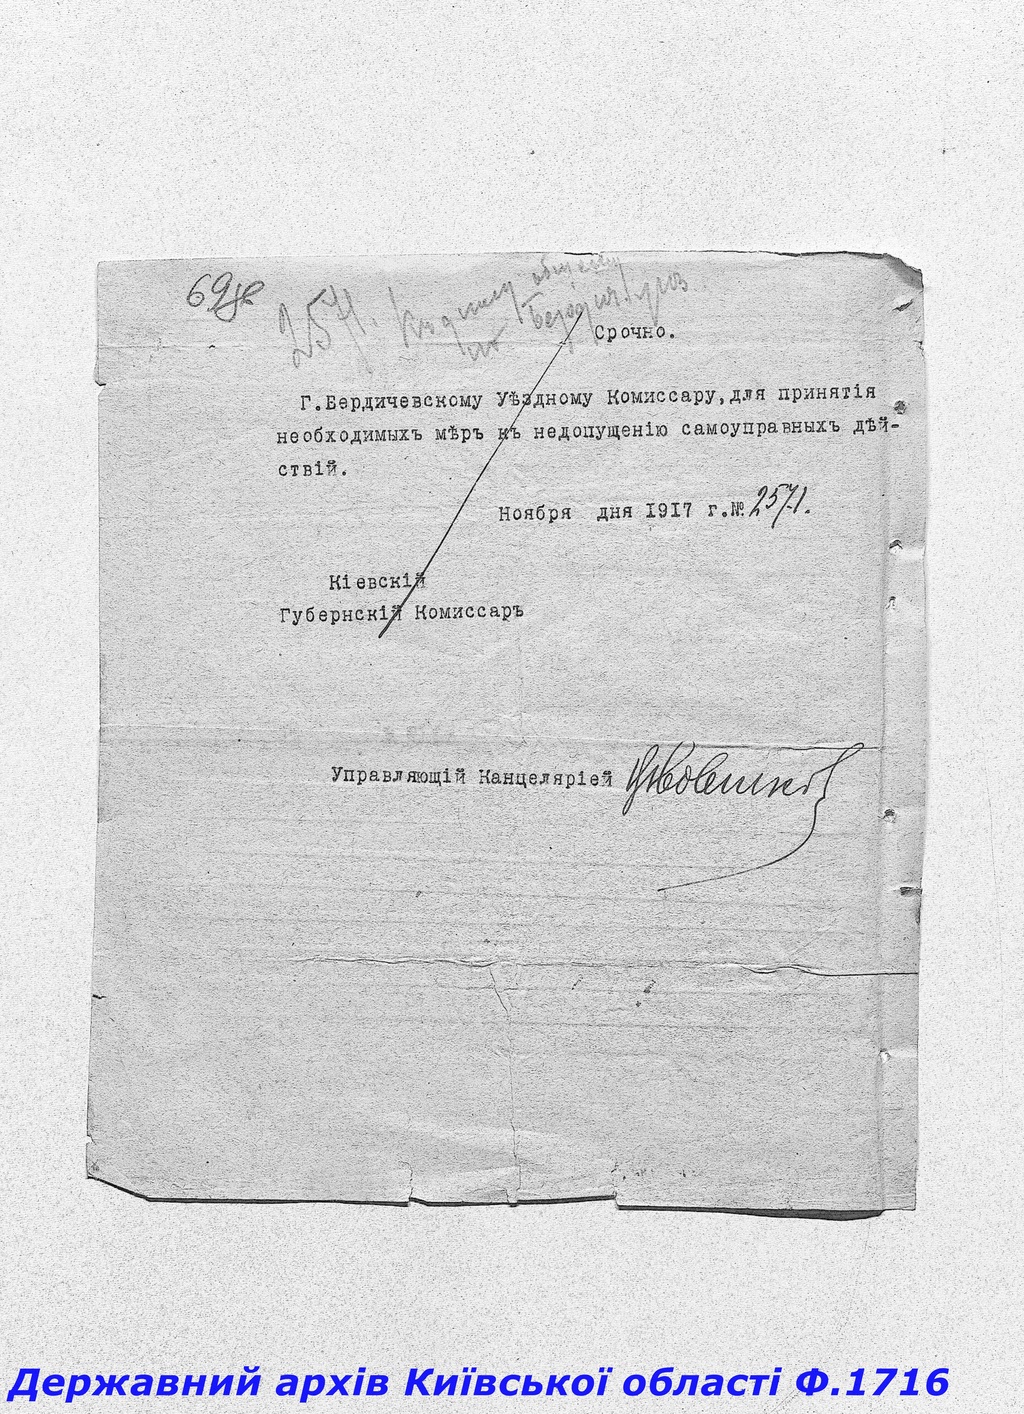 69
Срочно.
Г.Бердичевскому Уѣздному Комиссару,для принятія
необходимыхъ мѣръ къ недопущенію самоуправныхъ дѣй-
ствій.
Ноября дня 1917 г.№ 2571.
Кіевскій
Губернскій Комиссаръ
Управляющій Канцеляріей
Державний архів Київської області Ф.1716